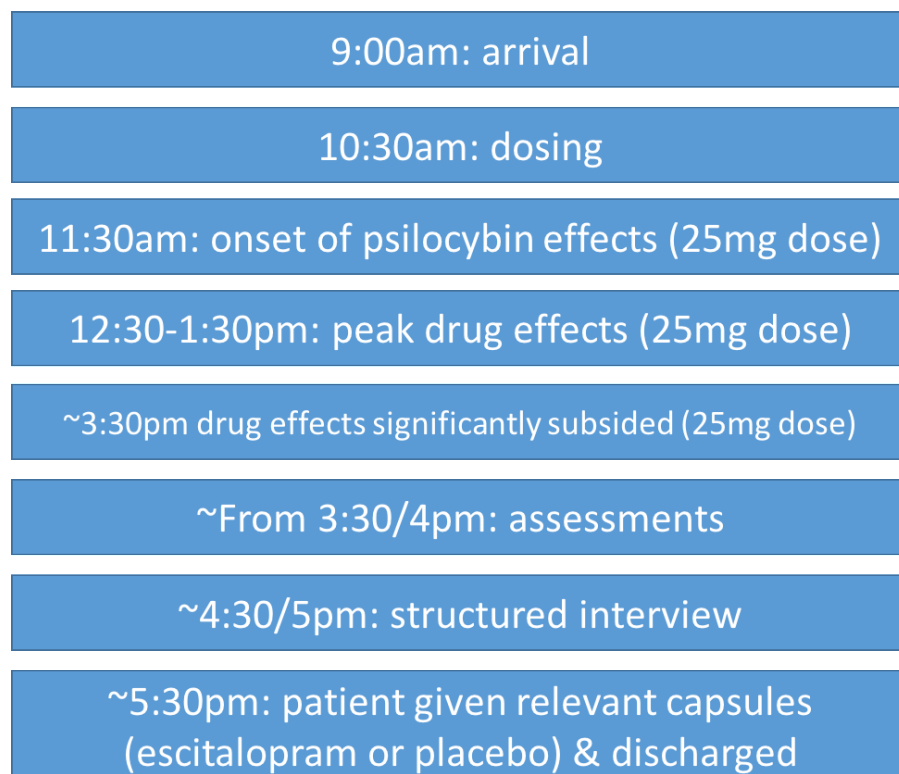 9:00am: arrival
10:30am: dosing
11:30am: onset of psilocybin effects (25mg dose)
12:30-1:30pm: peak drug effects (25mg dose)
~3:30pm drug effects significantly subsided (25mg dose)
~From 3:30/4pm: assessments
~4:30/5pm: structured interview
~5:30pm: patient given relevant capsules
(escitalopram or placebo) & discharged